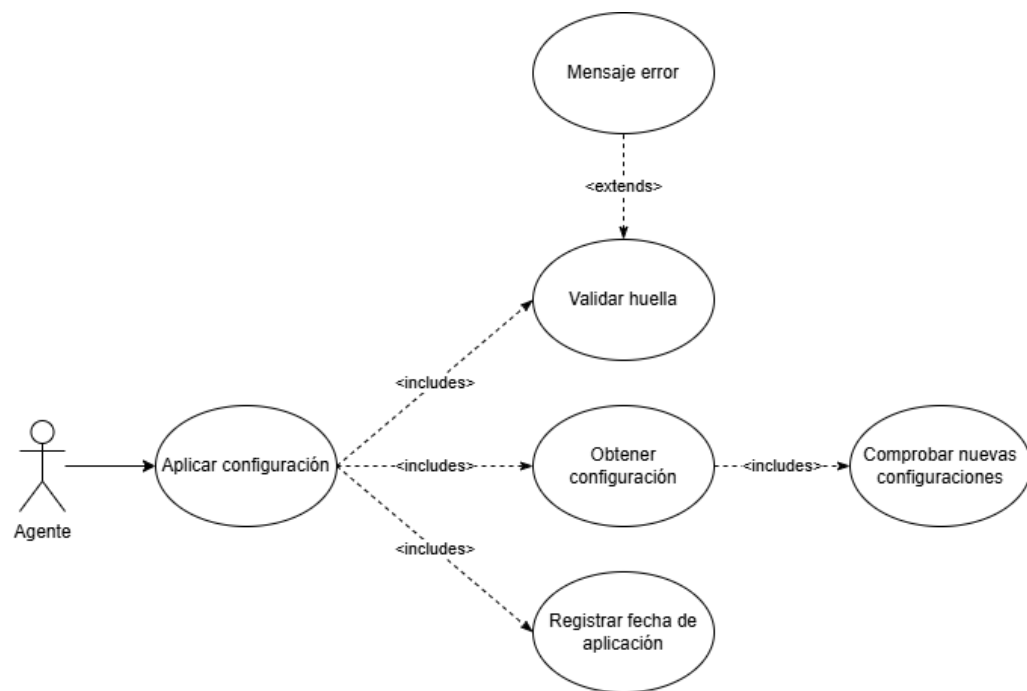 Mensaje error
<extends>
Validar huella
<includes>
Agente
Aplicar configuración
<includes>
Obtener
configuración
<includes>
Comprobar nuevas
configuraciones
<includes>
Registrar fecha de
aplicación